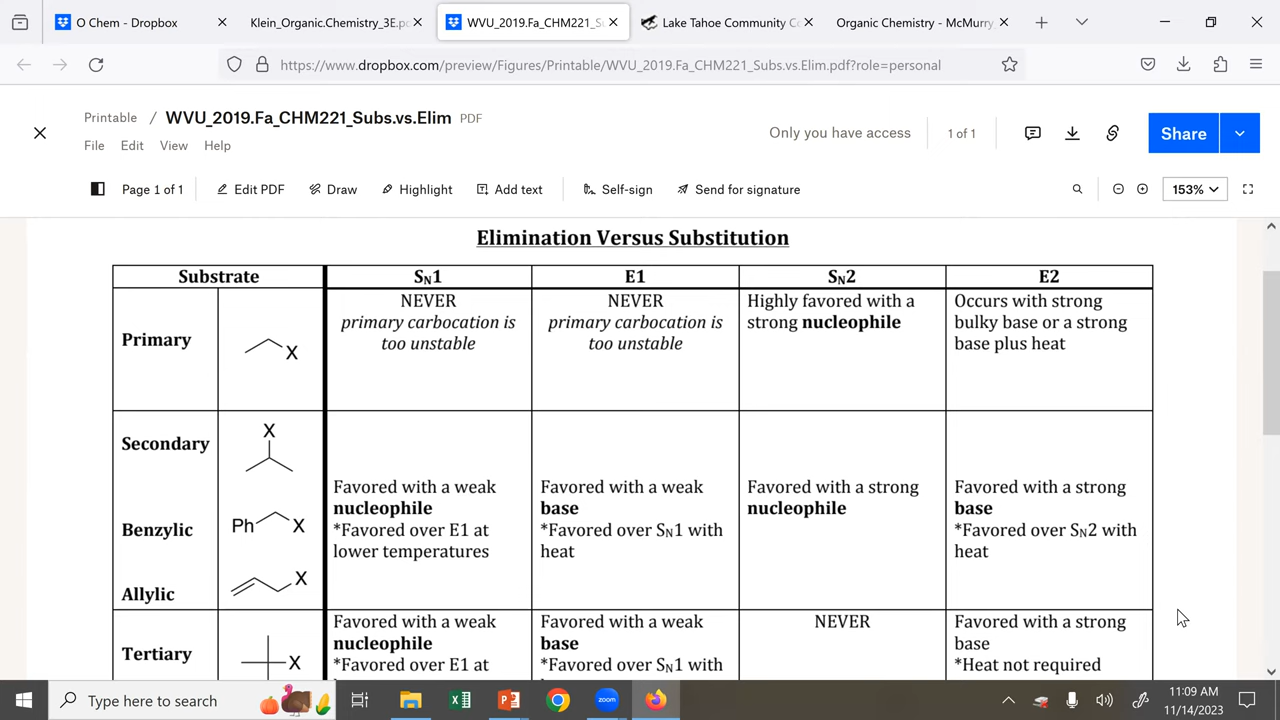 O Chem - Dropbox
Klein_Organic.Chemistry_3E.pd
WVU_2019.Fa_CHM221_Su
Lake Tahoe Community C
Organic Chemistry - McMurry
https://www.dropbox.com/preview/Figures/Printable/WVU_2019.Fa_CHM221_Subs.vs.Elim.pdf?role=personal
Printable / WVU_2019.Fa_CHM221_Subs.vs.Elim PDF
File Edit View Help
Only you have access
1 of 1
Share
Page 1 of 1
Edit PDF
Draw
Highlight
Add text
Self-sign
Send for signature
153%
Elimination Versus Substitution
Substrate SN1 E1 SN2 E2
Primary
X
NEVER
primary carbocation is
too unstable
NEVER
primary carbocation is
too unstable
Highly favored with a
strong nucleophile
Occurs with strong
bulky base or a strong
base plus heat
Secondary
X
Benzylic
Ph X
Allylic
X
Favored with a weak
nucleophile
*Favored over E1 at
lower temperatures
Favored with a weak
base
*Favored over SN1 with
heat
Favored with a strong
nucleophile
Favored with a strong
base
*Favored over SN2 with
heat
Tertiary
X
Favored with a weak
nucleophile
*Favored over E1 at
Favored with a weak
base
*Favored over SN1 with
NEVER
Favored with a strong
base
*Heat not required
Type here to search
zoom
11:09 AM
11/14/2023